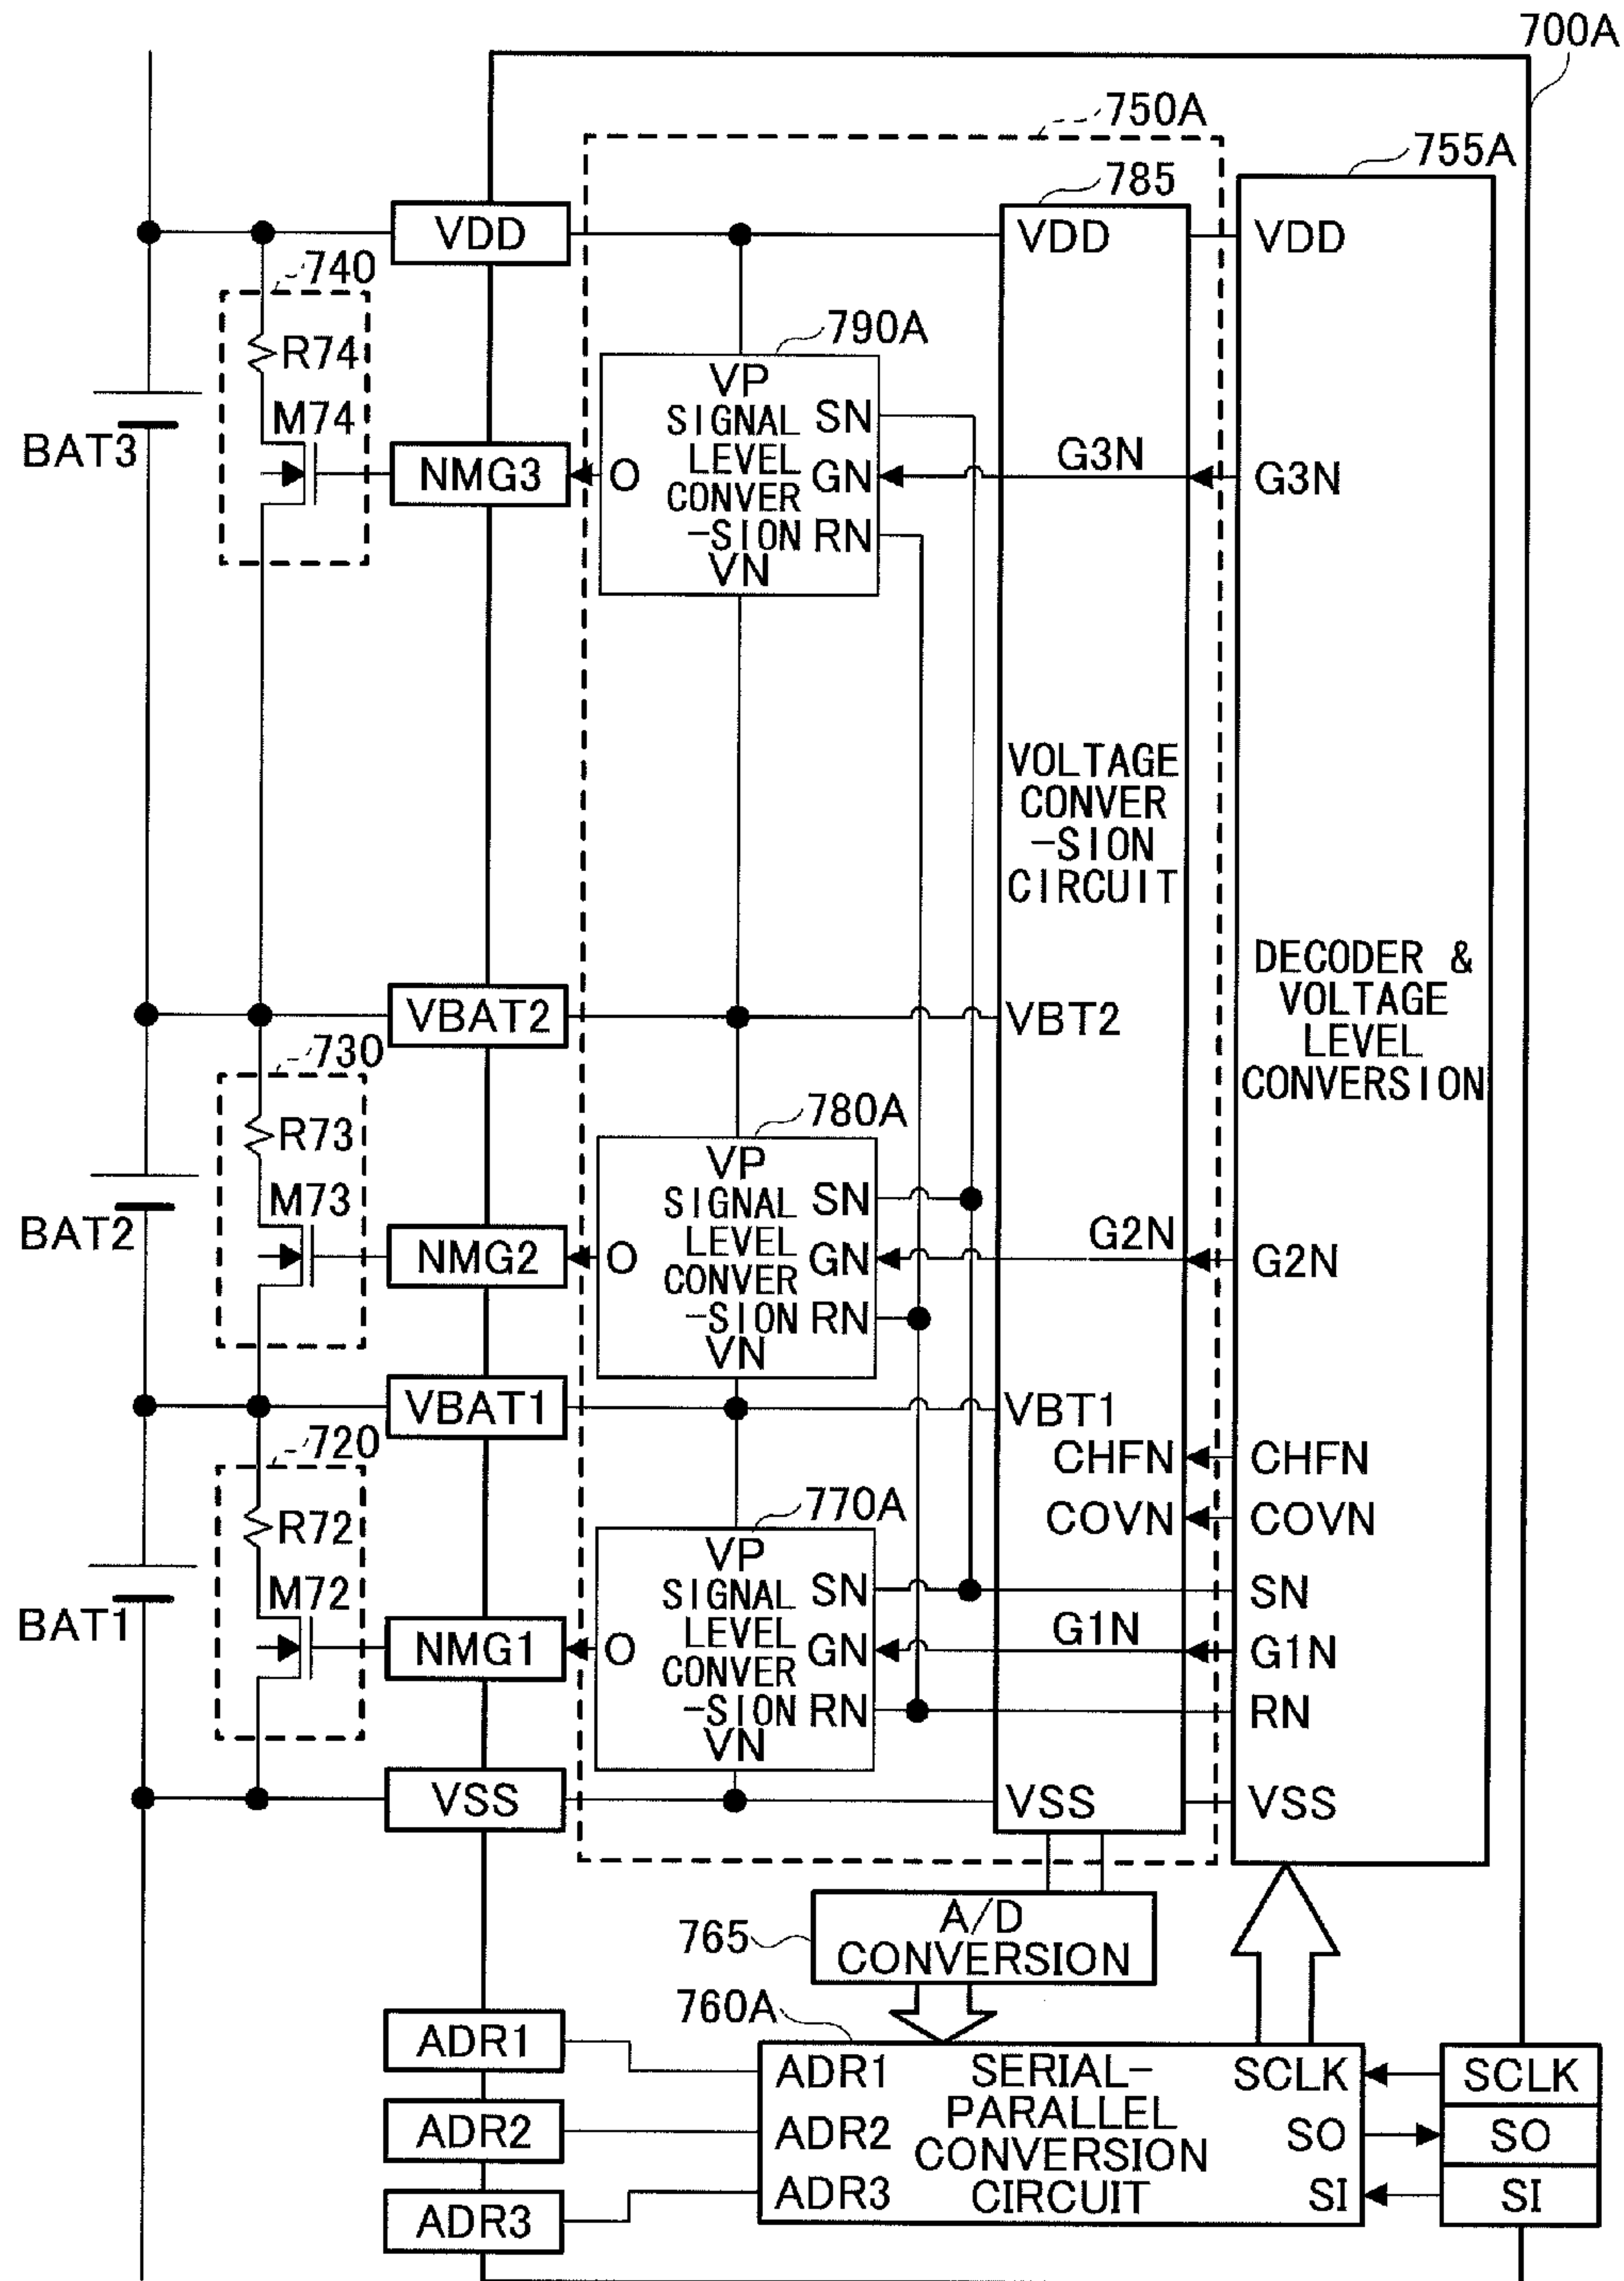 700A
750A
755A
785
VDD
VDD
VDD
740
790A
R74
VP
SIGNAL SN
M74
BAT3
LEVEL
G3N
NMG3
O
GN
G3N
CONVER
-SION RN
VN
VOLTAGE
CONVER
-SION
CIRCUIT
DECODER &
VOLTAGE
LEVEL
CONVERSION
VBAT2
VBT2
730
780A
R73
VP
SIGNAL SN
M73
BAT2
LEVEL
G2N
NMG2
O
GN
G2N
CONVER
-SION RN
VN
VBAT1
VBT1
720
CHFN
CHFN
770A
COVN
COVN
R72
VP
SIGNAL SN
SN
M72
BAT1
LEVEL
G1N
NMG1
O
GN
G1N
CONVER
-SION RN
RN
VN
VSS
VSS
VSS
765
A/D
CONVERSION
760A
ADR1
ADR1
SERIAL-
PARALLEL
CONVERSION
CIRCUIT
SCLK
SCLK
ADR2
ADR2
SO
SO
ADR3
ADR3
SI
SI